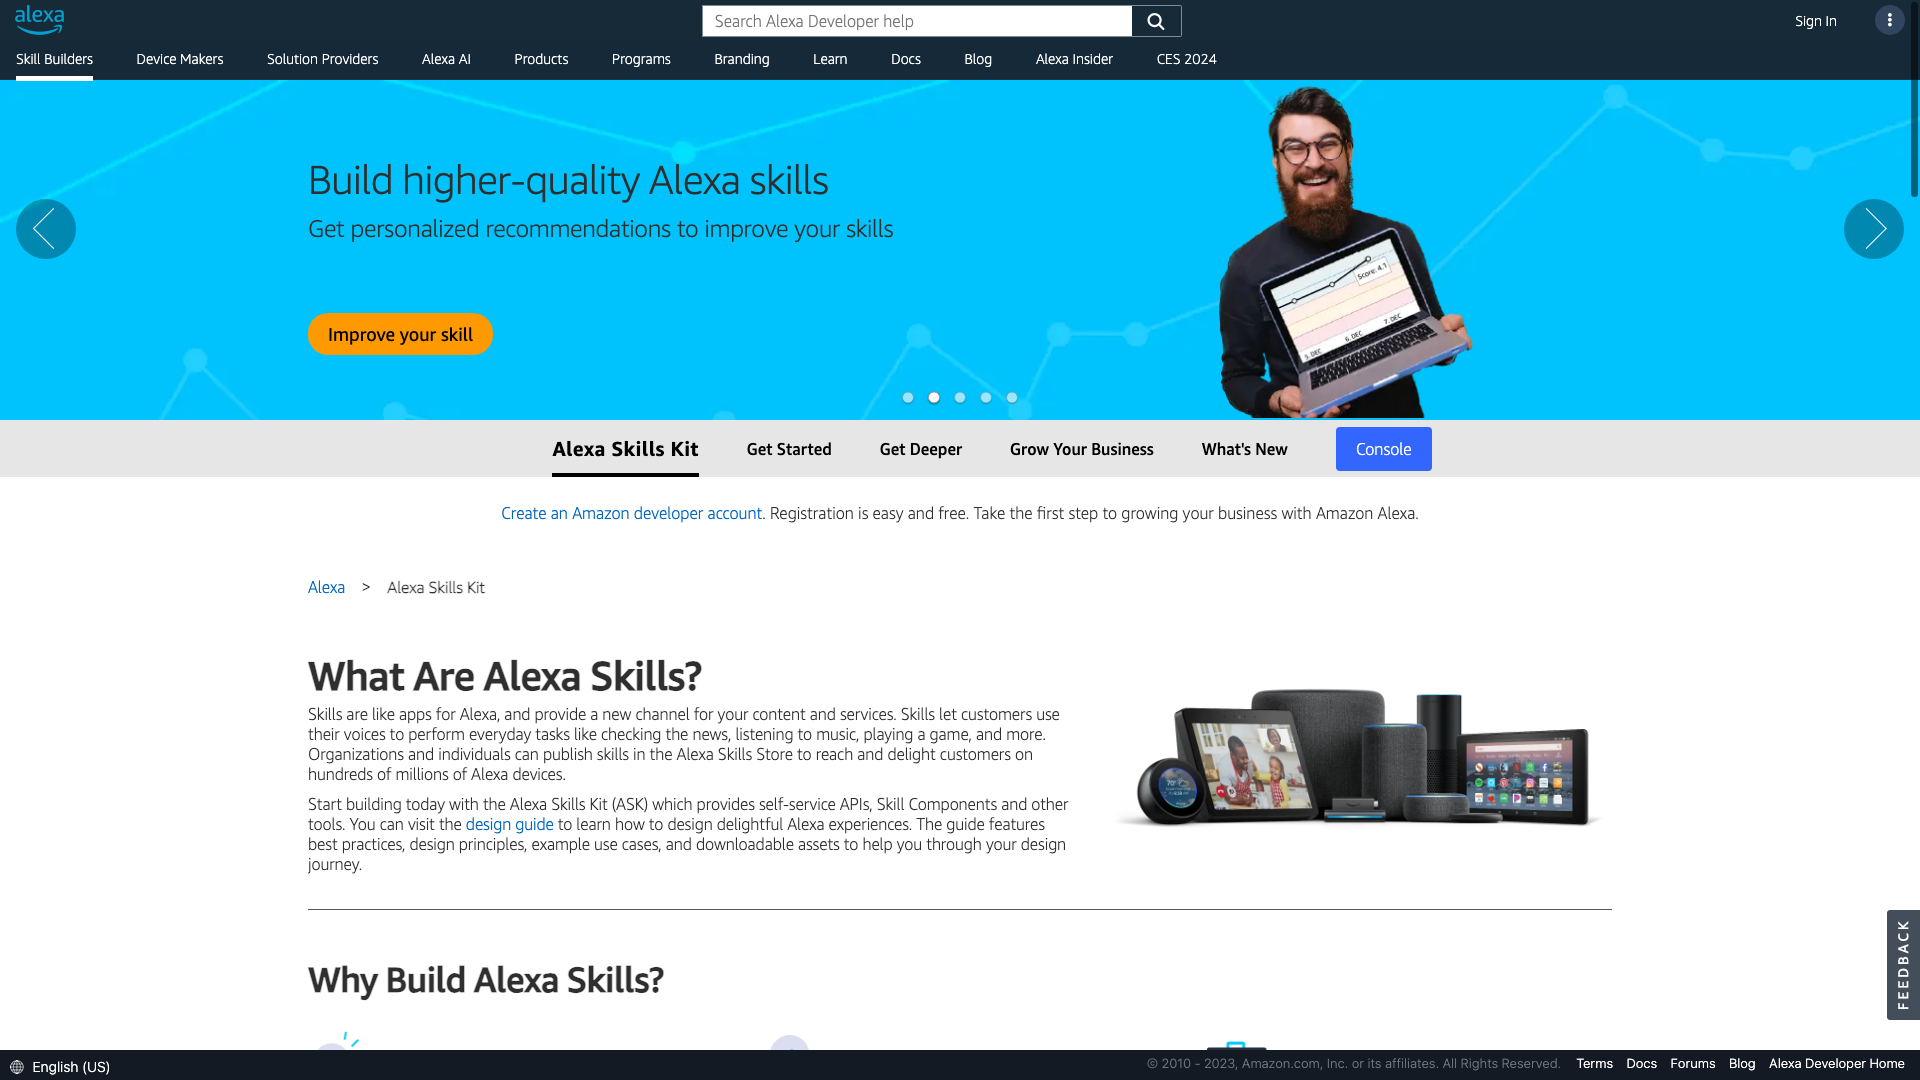 alexa
Search Alexa Developer help
Sign In
Skill Builders
Device Makers
Solution Providers
Alexa AI
Products
Programs
Branding
Learn
Docs
Blog
Alexa Insider
CES 2024
Build higher-quality Alexa skills
Get personalized recommendations to improve your skills
Improve your skill
Score: 4.1
5. DEC
6. DEC
7. DEC
Alexa Skills Kit
Get Started
Get Deeper
Grow Your Business
What's New
Console
Create an Amazon developer account. Registration is easy and free. Take the first step to growing your business with Amazon Alexa.
Alexa > Alexa Skills Kit
What Are Alexa Skills?
Skills are like apps for Alexa, and provide a new channel for your content and services. Skills let customers use
their voices to perform everyday tasks like checking the news, listening to music, playing a game, and more.
Organizations and individuals can publish skills in the Alexa Skills Store to reach and delight customers on
hundreds of millions of Alexa devices.
Start building today with the Alexa Skills Kit (ASK) which provides self-service APIs, Skill Components and other
tools. You can visit the design guide to learn how to design delightful Alexa experiences. The guide features
best practices, design principles, example use cases, and downloadable assets to help you through your design
journey.
FEEDBACK
Why Build Alexa Skills?
English (US)
© 2010 - 2023, Amazon.com, Inc. or its affiliates. All Rights Reserved.
Terms
Docs
Forums
Blog
Alexa Developer Home